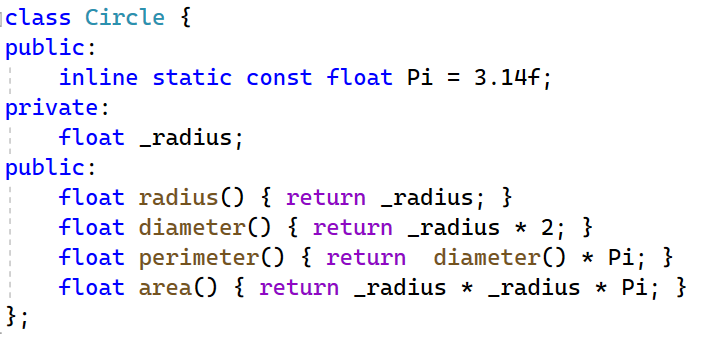 class Circle {
public:
    inline static const float Pi = 3.14f;
private:
    float _radius;
public:
    float radius() { return _radius; }
    float diameter() { return _radius * 2; }
    float perimeter() { return  diameter() * Pi; }
    float area() { return _radius * _radius * Pi; }
};